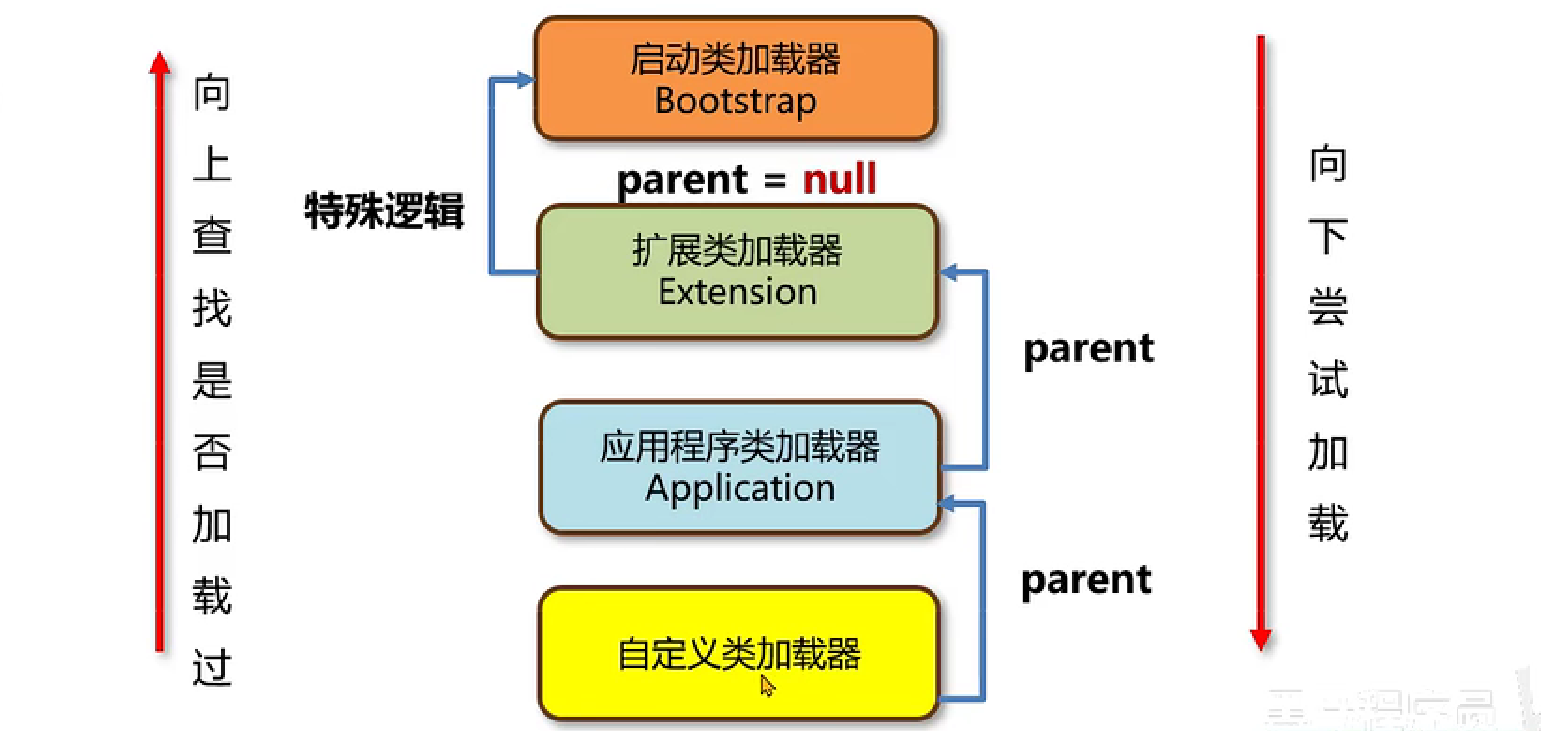 启动类加载器
Bootstrap
向上查找是否加载过
特殊逻辑
parent = null
扩展类加载器
Extension
parent
向下尝试加载
应用程序类加载器
Application
parent
自定义类加载器